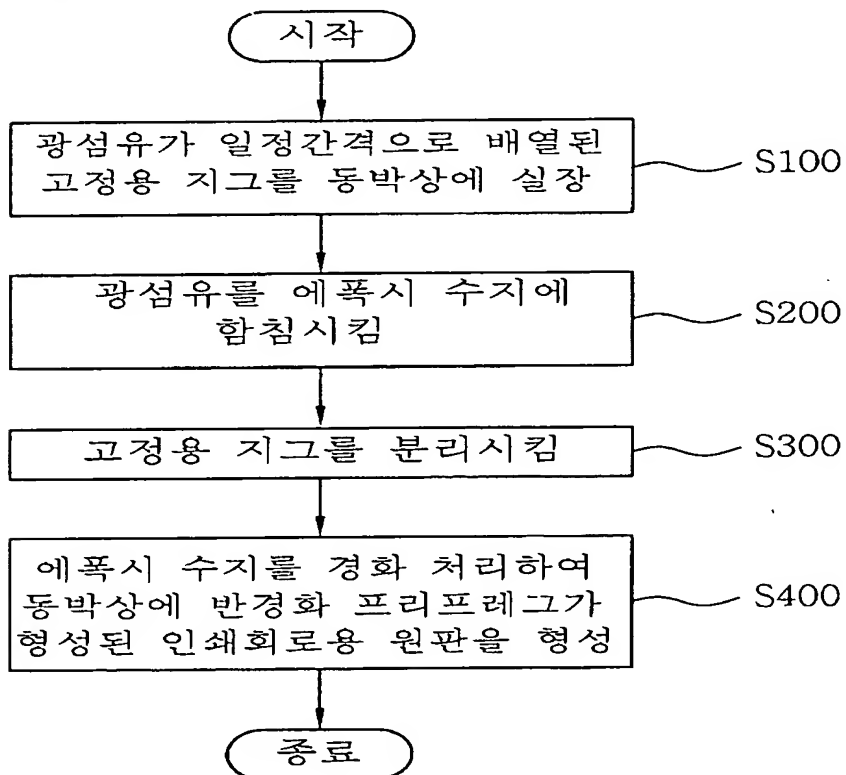 시작
광섬유가 일정간격으로 배열된
고정용 지그를 동박상에 실장
S100
광섬유를 에폭시 수지에
함침시킴
S200
고정용 지그를 분리시킴
S300
에폭시 수지를 경화 처리하여
동박상에 반경화 프리프레그가
형성된 인쇄회로용 원판을 형성
S400
종료